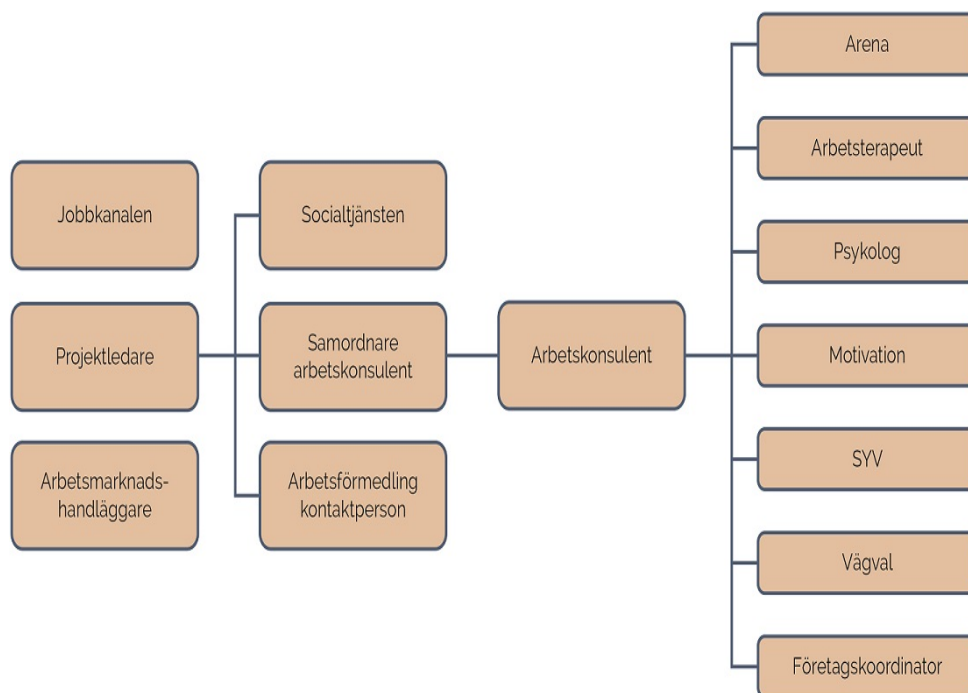 Jobbkanalen
Projektledare
Arbetsmarknads-
handläggare
Socialtjänsten
Samordnare
arbetskonsulent
Arbetsförmedling
kontaktperson
Arbetskonsulent
Arena
Arbetsterapeut
Psykolog
Motivation
SYV
Vägval
Företagskoordinator